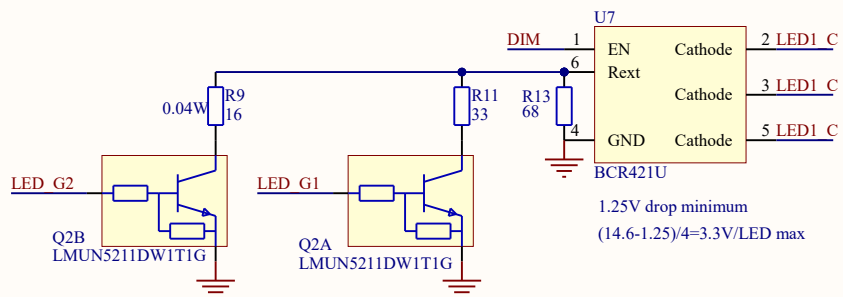 U7
DIM 1 EN Cathode 2 LED1_C
6 Rext
R9
0.04W 16
R11
33
R13
68
Cathode 3 LED1_C
4 GND Cathode 5 LED1_C
BCR421U
LED_G2
LED_G1
1.25V drop minimum
(14.6-1.25)/4=3.3V/LED max
Q2B
LMUN5211DW1T1G
Q2A
LMUN5211DW1T1G